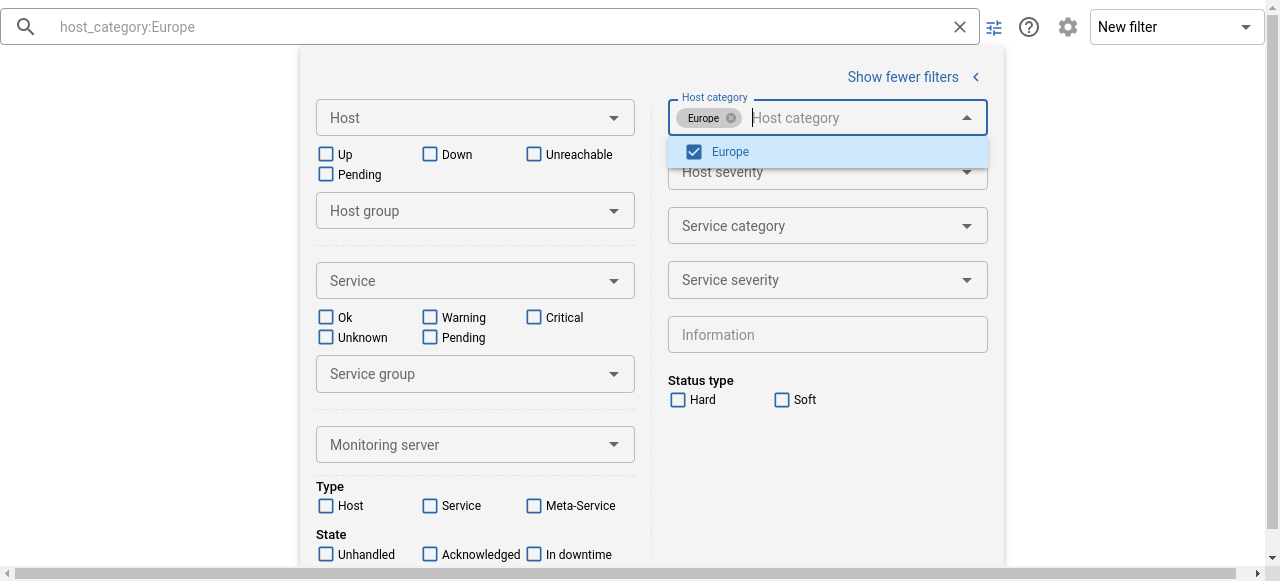 host_category:Europe
New filter
Show fewer filters
Host
Up
Down
Unreachable
Pending
Host group
Service
Ok
Warning
Critical
Unknown
Pending
Service group
Monitoring server
Type
Host
Service
Meta-Service
State
Unhandled
Acknowledged
In downtime
Host category
Europe
Host category
Europe
Host severity
Service category
Service severity
Information
Status type
Hard
Soft